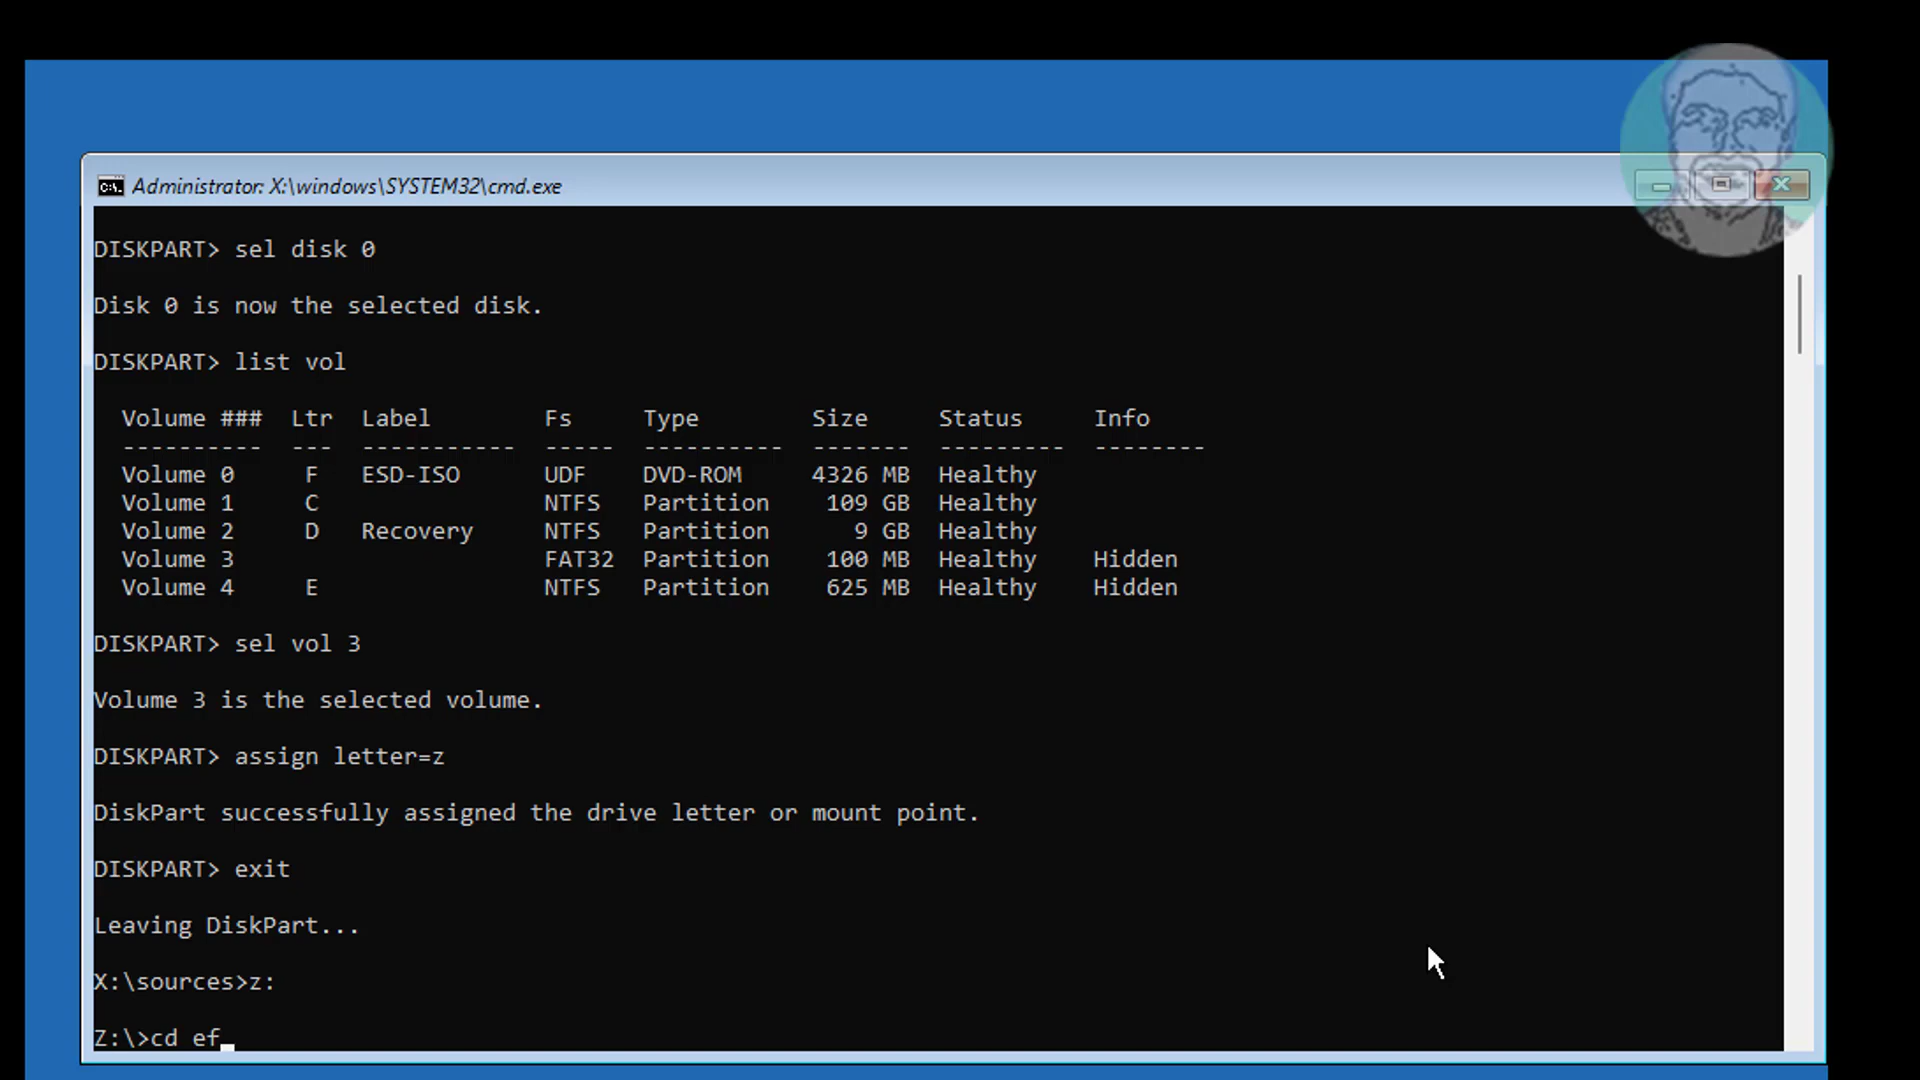 Administrator: X:\windows\SYSTEM32\cmd.exe
DISKPART> sel disk 0
Disk 0 is now the selected disk.
DISKPART> list vol
Volume ### Ltr Label Fs Type Size Status Info
---------- --- ----------- ----- ---------- ------- --------- --------
Volume 0 F ESD-ISO UDF DVD-ROM 4326 MB Healthy
Volume 1 C NTFS Partition 109 GB Healthy
Volume 2 D Recovery NTFS Partition 9 GB Healthy
Volume 3 FAT32 Partition 100 MB Healthy Hidden
Volume 4 E NTFS Partition 625 MB Healthy Hidden
DISKPART> sel vol 3
Volume 3 is the selected volume.
DISKPART> assign letter=z
DiskPart successfully assigned the drive letter or mount point.
DISKPART> exit
Leaving DiskPart...
X:\sources>z:
Z:\>cd ef_